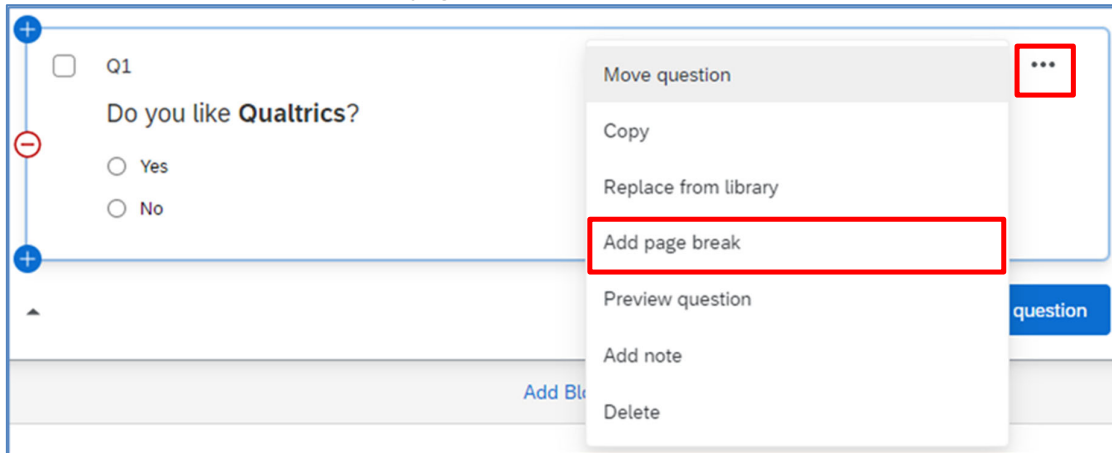 Q1
Do you like Qualtrics?
Yes
No
Move question
Copy
Replace from library
Add page break
Preview question
Add note
Delete
question
Add